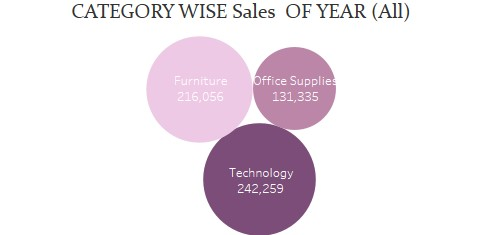 CATEGORY WISE Sales  OF YEAR (All)
Furniture
216,056
Office Supplies
131,335
Technology
242,259